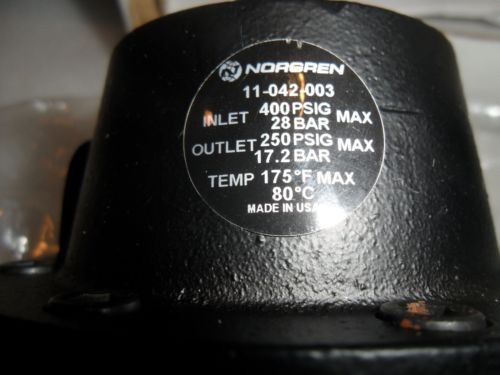 NORGREN
11-042-003
INLET 400 PSIG MAX
28 BAR
OUTLET 250 PSIG MAX
17.2 BAR
TEMP 175 °F MAX
80 °C
MADE IN USA